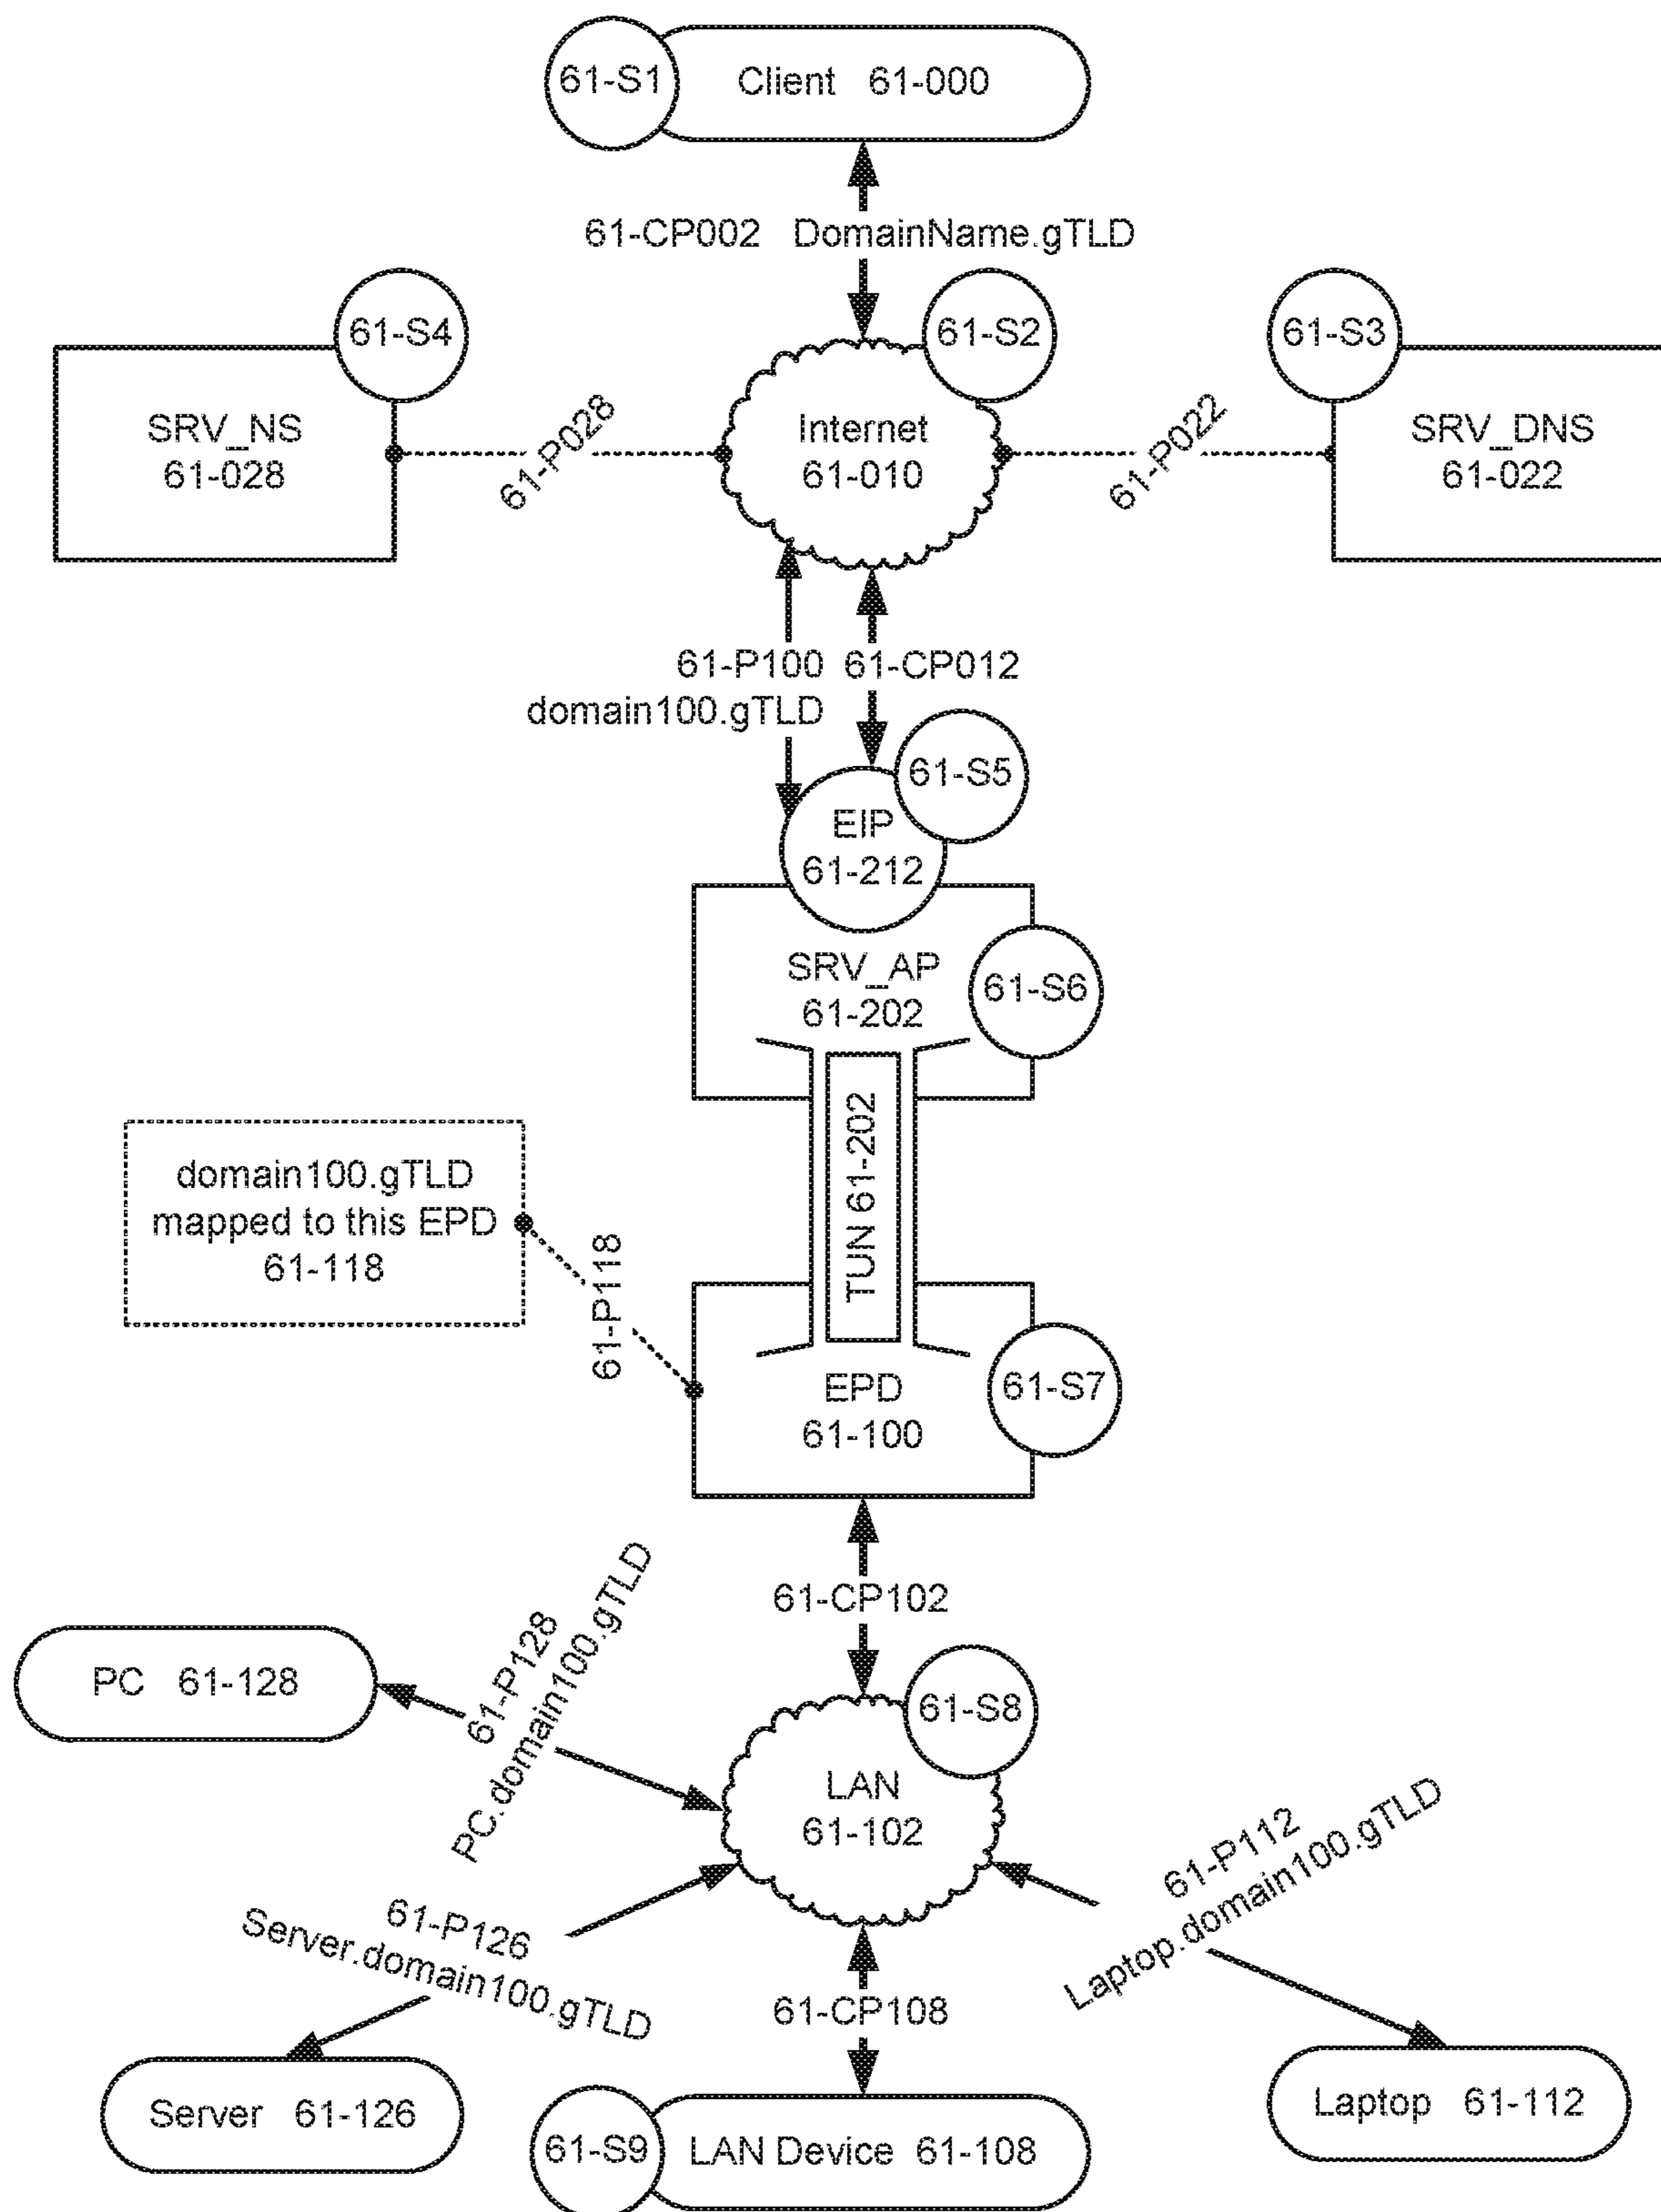 61-S1
Client 61-000
61-CP002 DomainName.gTLD
61-S4
61-S2
61-S3
SRV_NS
61-028
61-P028
Internet
61-010
61-P022
SRV_DNS
61-022
61-P100
domain100.gTLD
61-CP012
61-S5
EIP
61-212
SRV_AP
61-202
61-S6
TUN 61-202
domain100.gTLD
mapped to this EPD
61-118
61-P118
EPD
61-100
61-S7
61-CP102
PC 61-128
61-P128
PC.domain100.gTLD
61-S8
LAN
61-102
61-P112
Laptop.domain100.gTLD
61-P126
Server.domain100.gTLD
61-CP108
Server 61-126
61-S9
LAN Device 61-108
Laptop 61-112